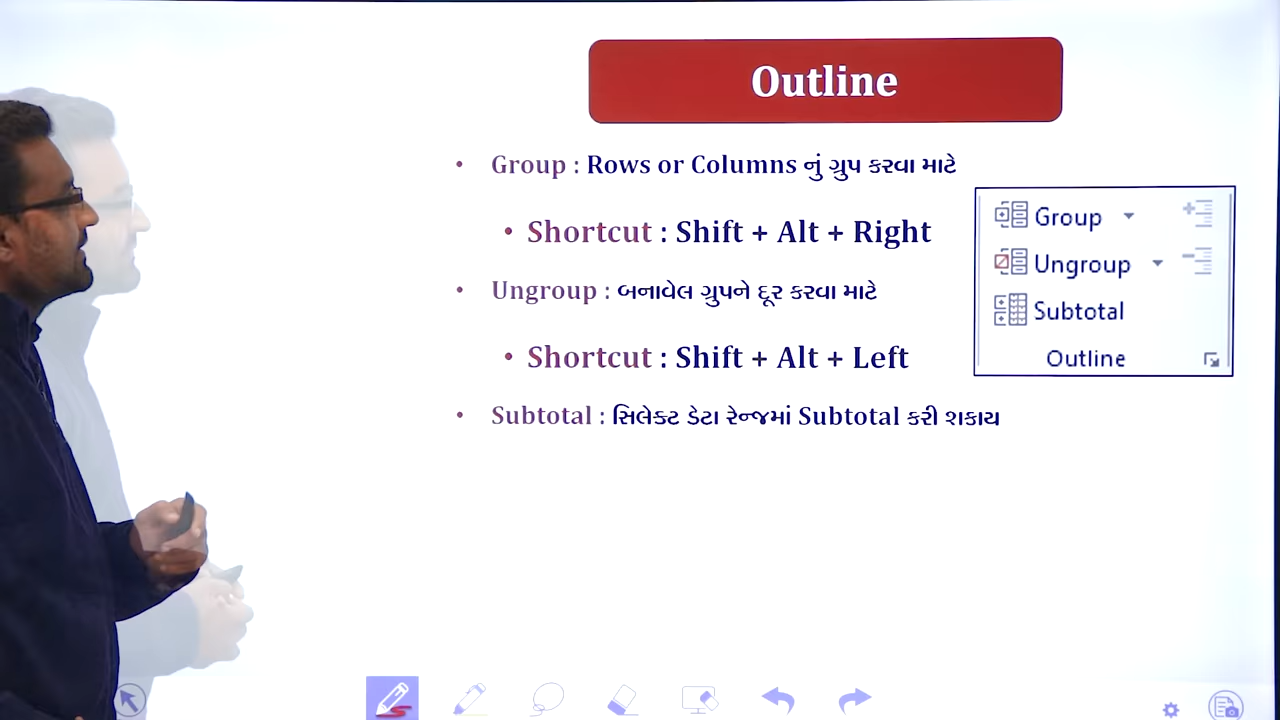 Outline
• Group : Rows or Columns નું ગ્રુપ કરવા માટે
• Shortcut : Shift + Alt + Right
• Ungroup : બનાવેલ ગ્રુપને દૂર કરવા માટે
• Shortcut : Shift + Alt + Left
• Subtotal : સિલેક્ટ ડેટા રેન્જમાં Subtotal કરી શકાય
Group
Ungroup
Subtotal
Outline